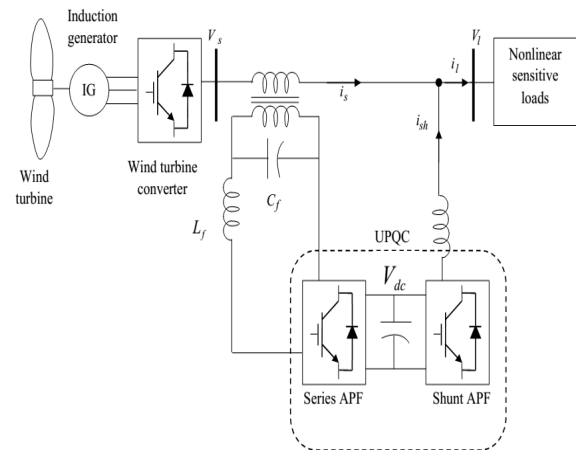 Induction
generator
IG
Wind
turbine
Wind turbine
converter
Vs
is
il
Vl
ish
Nonlinear
sensitive
loads
Cf
Lf
UPQC
Vdc
Series APF
Shunt APF